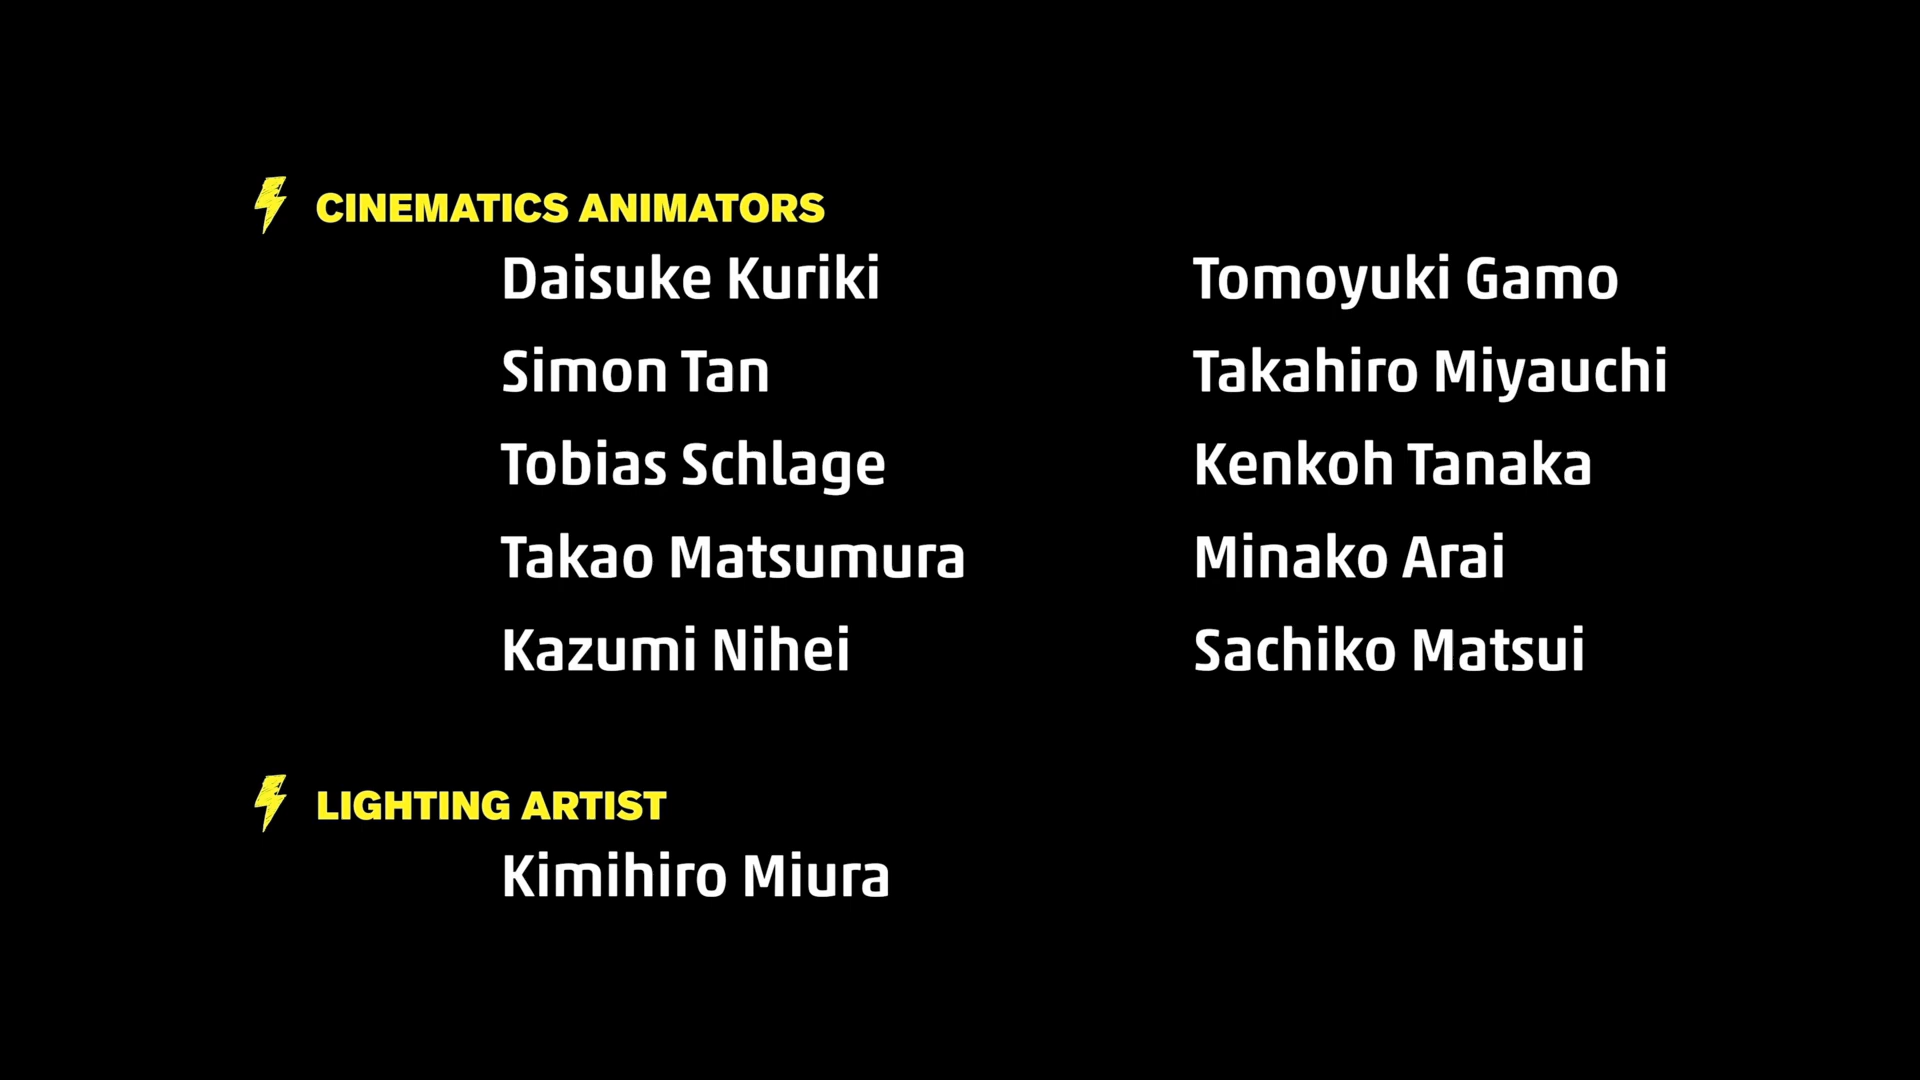 CINEMATICS ANIMATORS
Daisuke Kuriki Tomoyuki Gamo
Simon Tan Takahiro Miyauchi
Tobias Schlage Kenkoh Tanaka
Takao Matsumura Minako Arai
Kazumi Nihei Sachiko Matsui
LIGHTING ARTIST
Kimihiro Miura